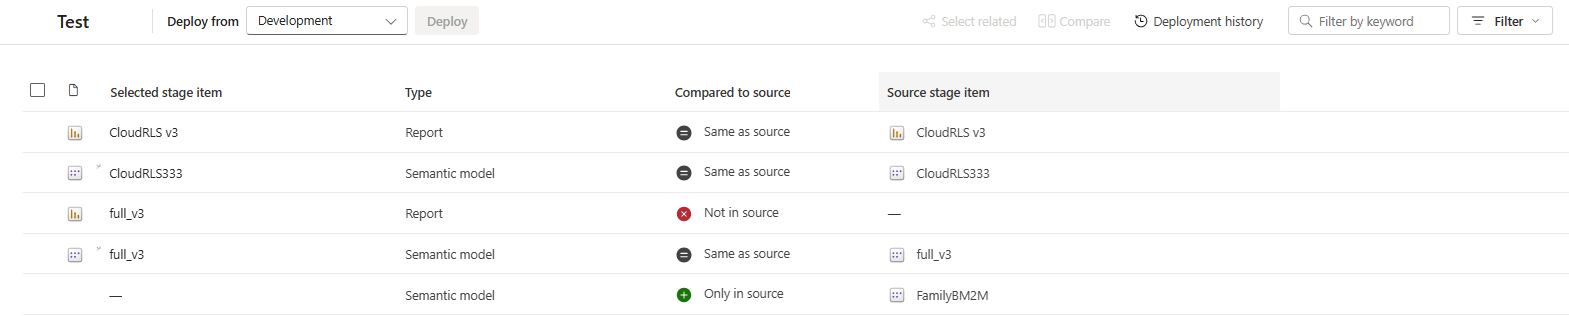 Test Deploy from Development Deploy Select related Compare Deployment history Filter by keyword Filter
Selected stage item Type Compared to source Source stage item
CloudRLS v3 Report Same as source CloudRLS v3
CloudRLS333 Semantic model Same as source CloudRLS333
full_v3 Report Not in source —
full_v3 Semantic model Same as source full_v3
— Semantic model Only in source FamilyBM2M